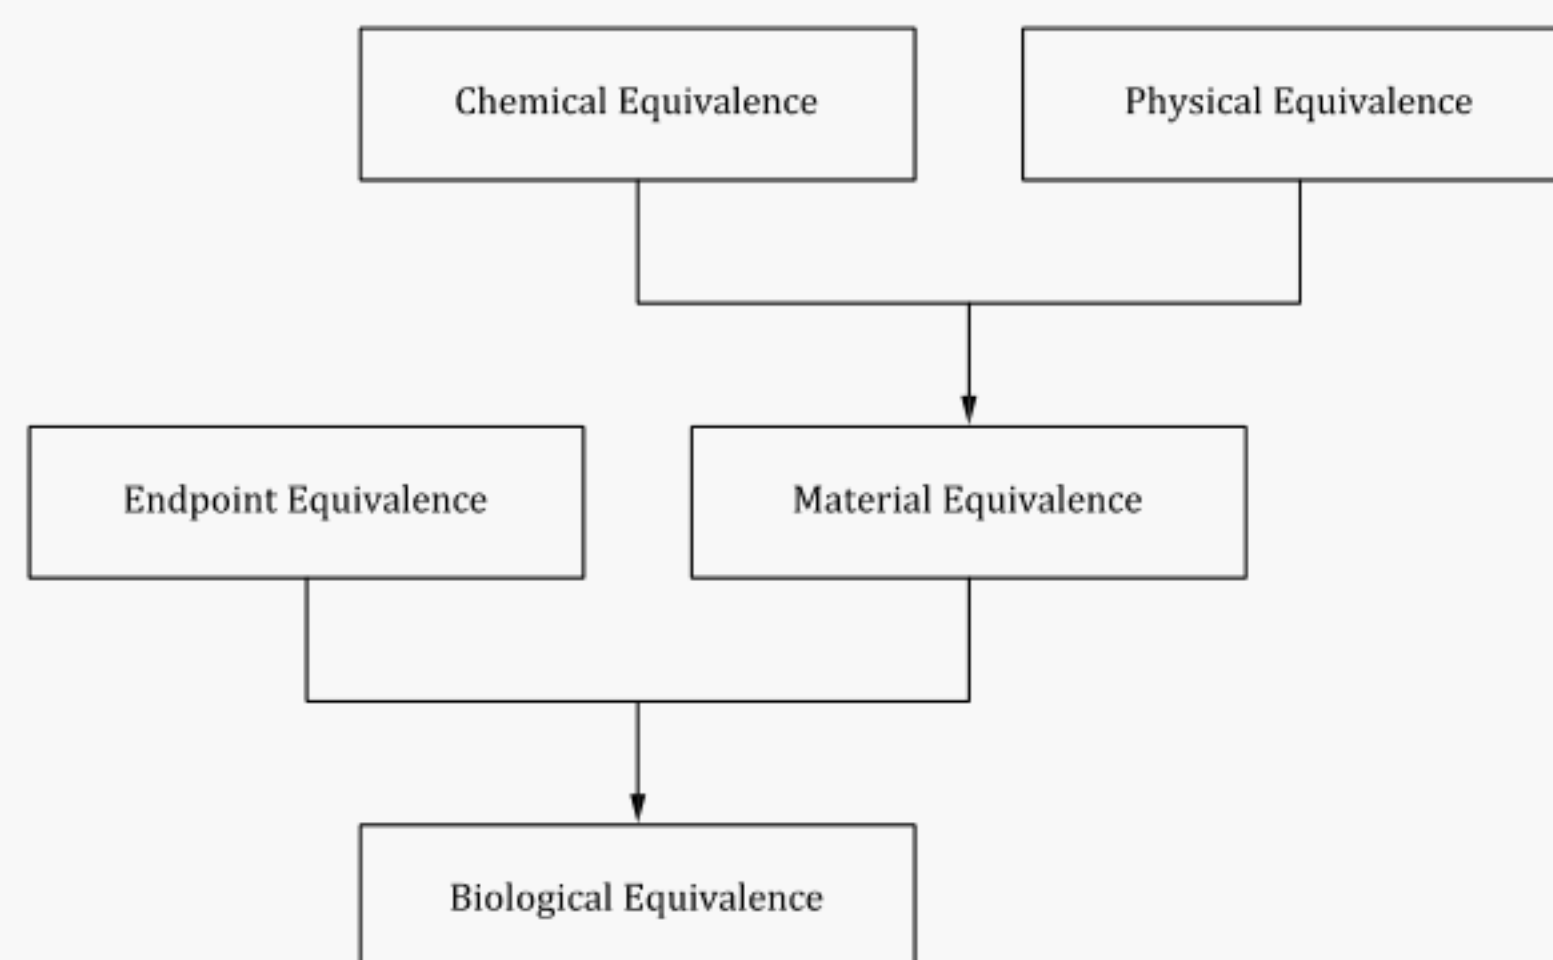 Chemical Equivalence
Physical Equivalence
Endpoint Equivalence
Material Equivalence
Biological Equivalence